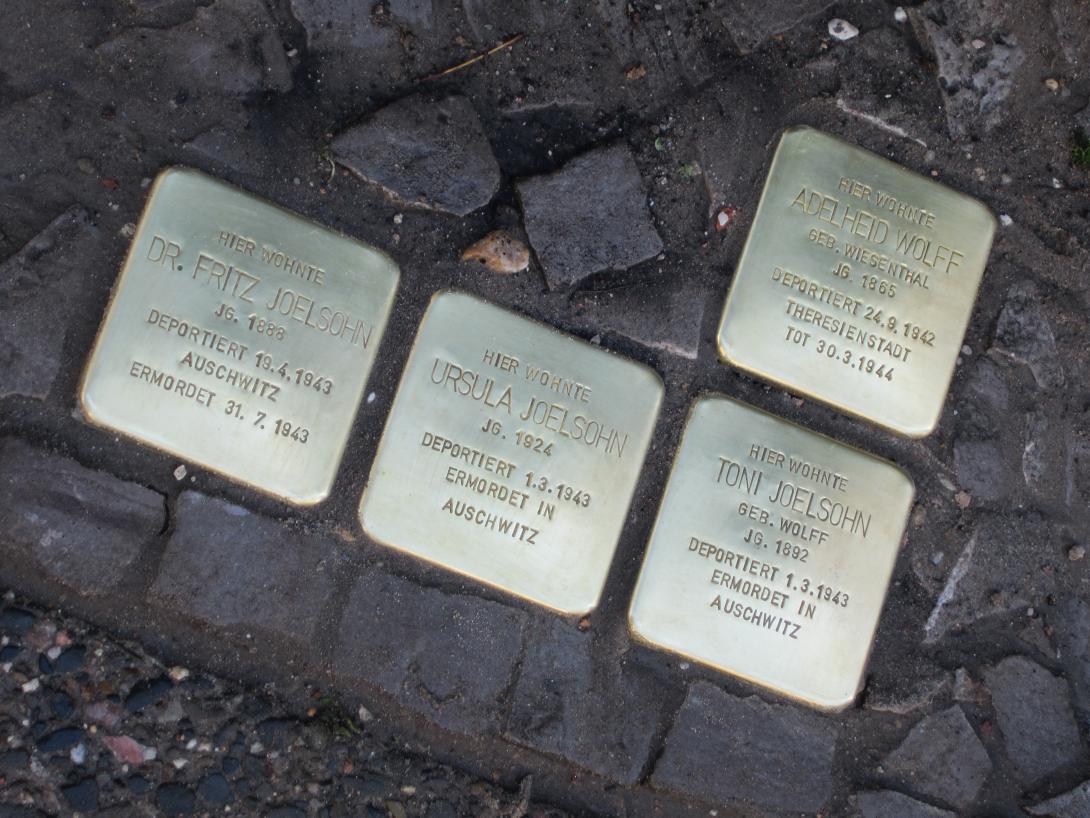 HIER WOHNTE
DR. FRITZ JOELSOHN
JG. 1888
DEPORTIERT 19.4.1943
AUSCHWITZ
ERMORDET 31.7.1943
HIER WOHNTE
URSULA JOELSOHN
JG. 1924
DEPORTIERT 1.3.1943
ERMORDET IN
AUSCHWITZ
HIER WOHNTE
ADELHEID WOLFF
GEB. WIESENTHAL
JG. 1865
DEPORTIERT 24.9.1942
THERESIENSTADT
TOT 30.3.1944
HIER WOHNTE
TONI JOELSOHN
GEB. WOLFF
JG. 1892
DEPORTIERT 1.3.1943
ERMORDET IN
AUSCHWITZ